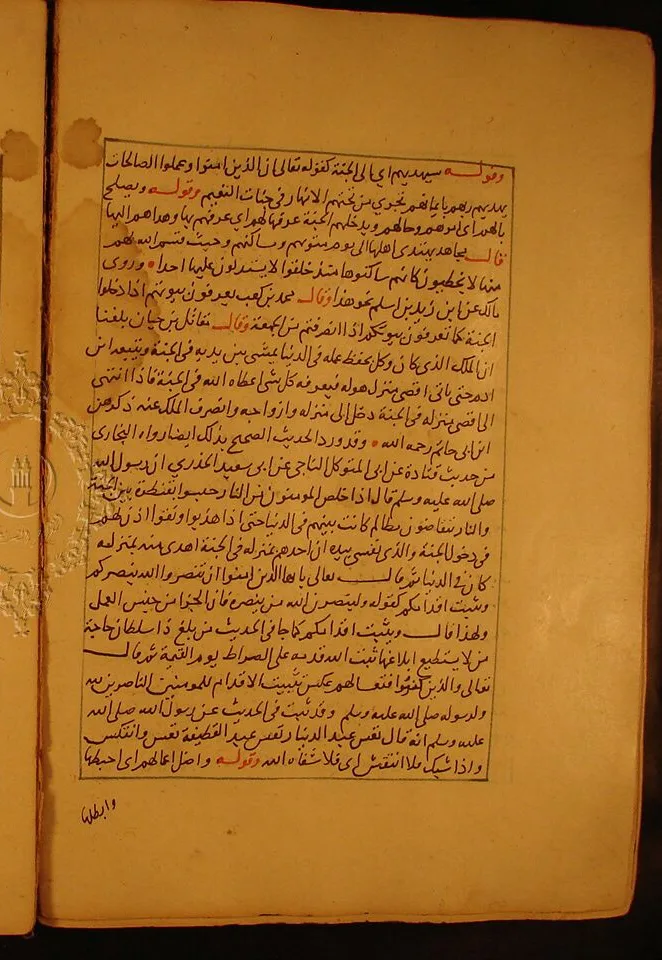 وقوله سيهديهم اي الى الجنة كقوله تعالى ان الذين امنوا وعملوا الصالحات
يهديهم ربهم بايمانهم تجري من تحتهم الانهار في جنات النعيم وقوله ويصلح
بالهم اي امرهم وحالهم ويدخلهم الجنة عرفها لهم اي عرفهم بها وهداهم اليها
قال مجاهد يهتدى اهلها الى بيوتهم ومساكنهم وحيث قسم الله لهم
منها لا يخطيون كانهم ساكنوها منذ خلقوا لا يستدلون عليها احدا وروى
مالك عن ابن زيد بن اسلم نحو هذا وقال محمد بن كعب يعرفون بيوتهم اذا دخلوا
الجنة كما تعرفون بيوتكم اذا انصرفتم من الجمعة وقال مقاتل بن حيان بلغنا
ان الملك الذي كان وكل بحفظ عمله في الدنيا يمشي بين يديه في الجنة ويتبعه ابن
ادم حتى ياتي اقصى منزل هو له فيعرفه كل شي اعطاه الله في الجنة فاذا انتهى
الى اقصى منزله في الجنة دخل الى منزله وازواجه وانصرف الملك عنه ذكرهن
ابن ابي حاتم رحمه الله وقد ورد الحديث الصحيح بذلك ايضا رواه البخاري
من حديث قتادة عن ابي المتوكل الناجي عن ابي سعيد الخدري ان رسول الله
صلى الله عليه وسلم قال اذا خلص المومنون من النار حبسوا بقنطرة بين الجنة
والنار يتقاصون مظالم كانت بينهم في الدنيا حتى اذا هذبوا ونقوا اذن لهم
في دخول الجنة والذي نفسي بيده ان احدهم بمنزله في الجنة اهدى منه بمنزله
كان في الدنيا ثم قال تعالى يا ايها الذين امنوا ان تنصروا الله ينصركم
ويثبت اقدامكم كقوله ولينصرن الله من ينصره فان الجزا من جنس العمل
ولهذا قال ويثبت اقدامكم كما جا في الحديث من بلغ ذا سلطان حاجة
من لا يستطيع ابلاغها ثبت الله قدميه على الصراط يوم القيمة ثم قال
تعالى والذين كفروا فتعسا لهم عكس تثبيت الاقدام للمومنين الناصرين لله
ولرسوله صلى الله عليه وسلم وقد ثبت في الحديث عن رسول الله صلى الله
عليه وسلم انه قال تعس عبد الدينار تعس عبد القطيفة تعس وانتكس
واذا شيك فلا انتقش اي فلا شفاه الله وقوله واضل اعمالهم اي احبطها
وابطلها